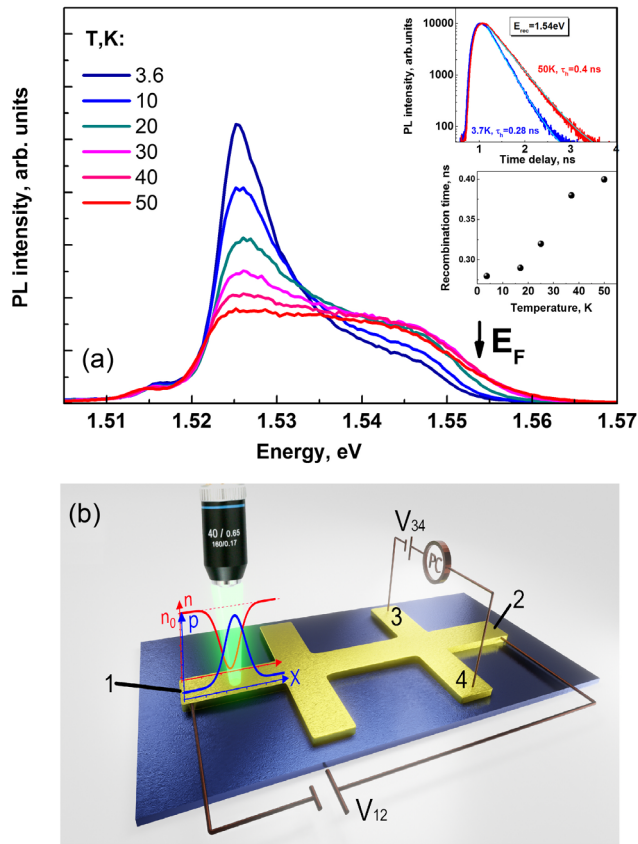 T,K:
3.6
10
20
30
40
50
PL intensity, arb. units
(a)
E_F
1.51
1.52
1.53
1.54
1.55
1.56
1.57
Energy, eV
10000
1000
100
PL intensity, arb.units
E_rec=1.54eV
50K, τ_h=0.4 ns
3.7K, τ_h=0.28 ns
1
2
3
4
Time delay, ns
0.40
0.35
0.30
Recombination time, ns
0
10
20
30
40
50
Temperature, K
(b)
40 / 0.65
160/0.17
V_34
PC
n
n_0
p
X
1
2
3
4
V_12